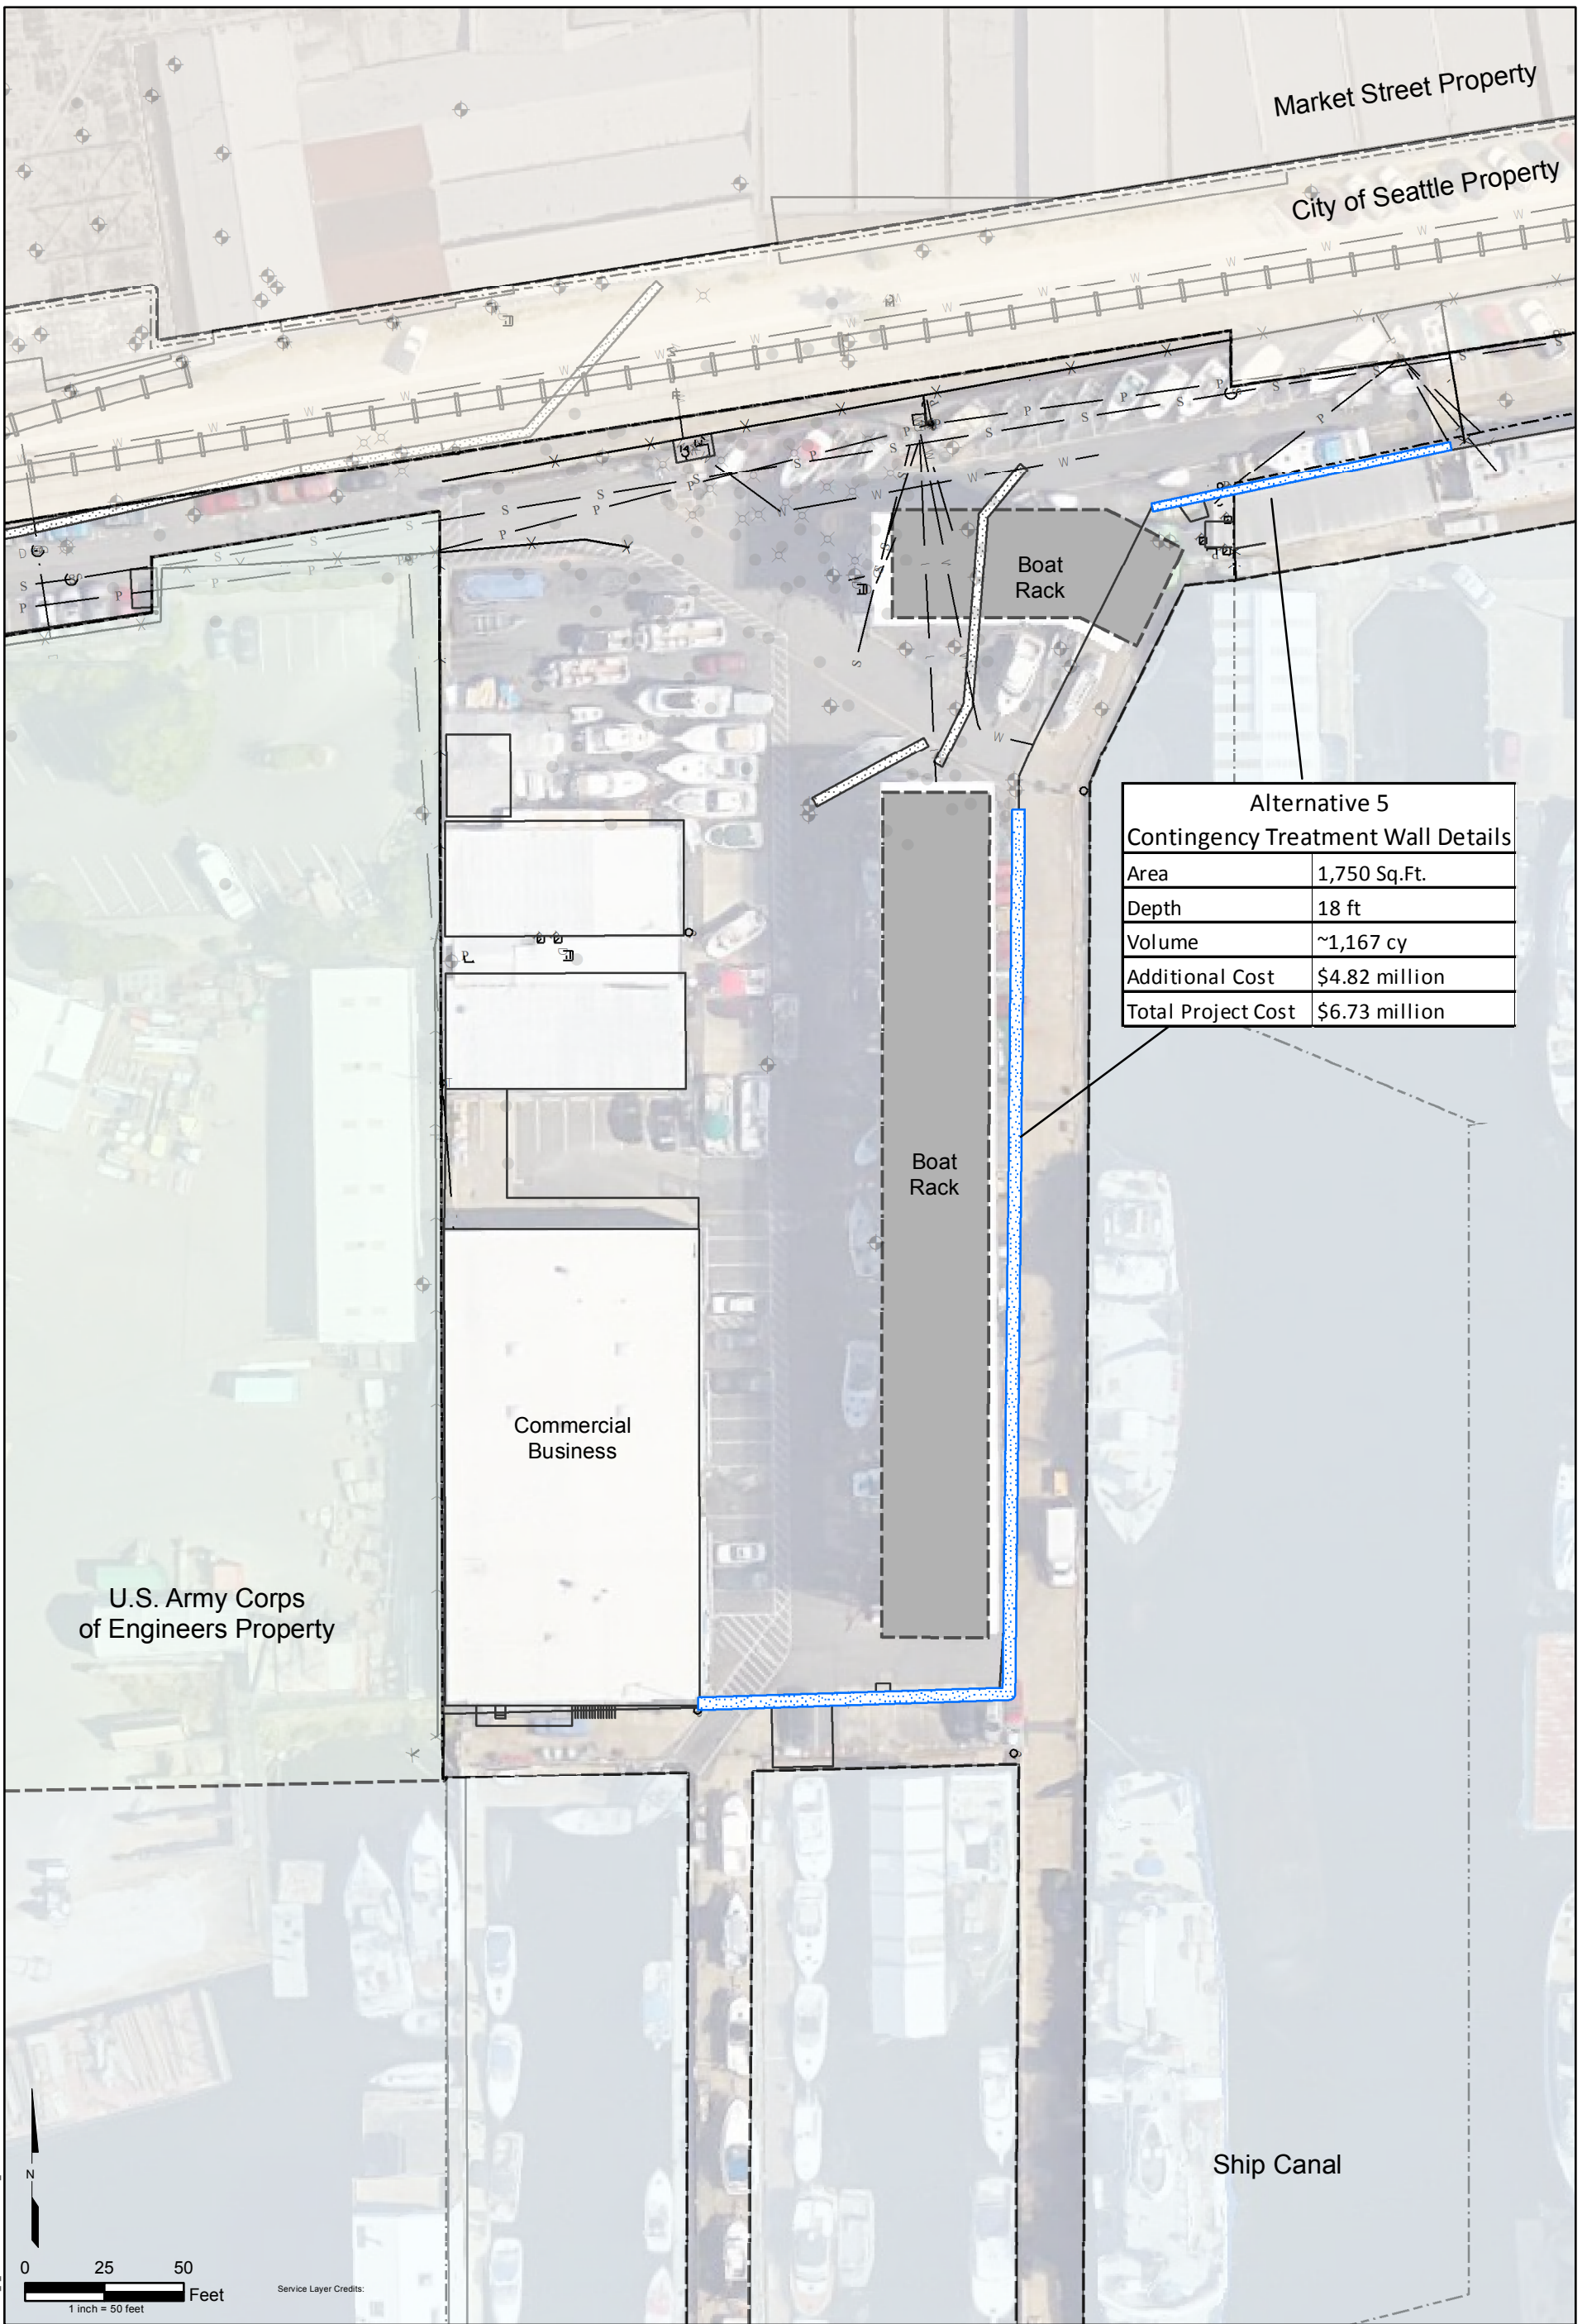 Market Street Property
City of Seattle Property
Boat
Rack
Alternative 5
Contingency Treatment Wall Details
Area 1,750 Sq.Ft.
Depth 18 ft
Volume ~1,167 cy
Additional Cost $4.82 million
Total Project Cost $6.73 million
Boat
Rack
Commercial
Business
U.S. Army Corps
of Engineers Property
Ship Canal
N
0 25 50
Feet
1 inch = 50 feet
Service Layer Credits: